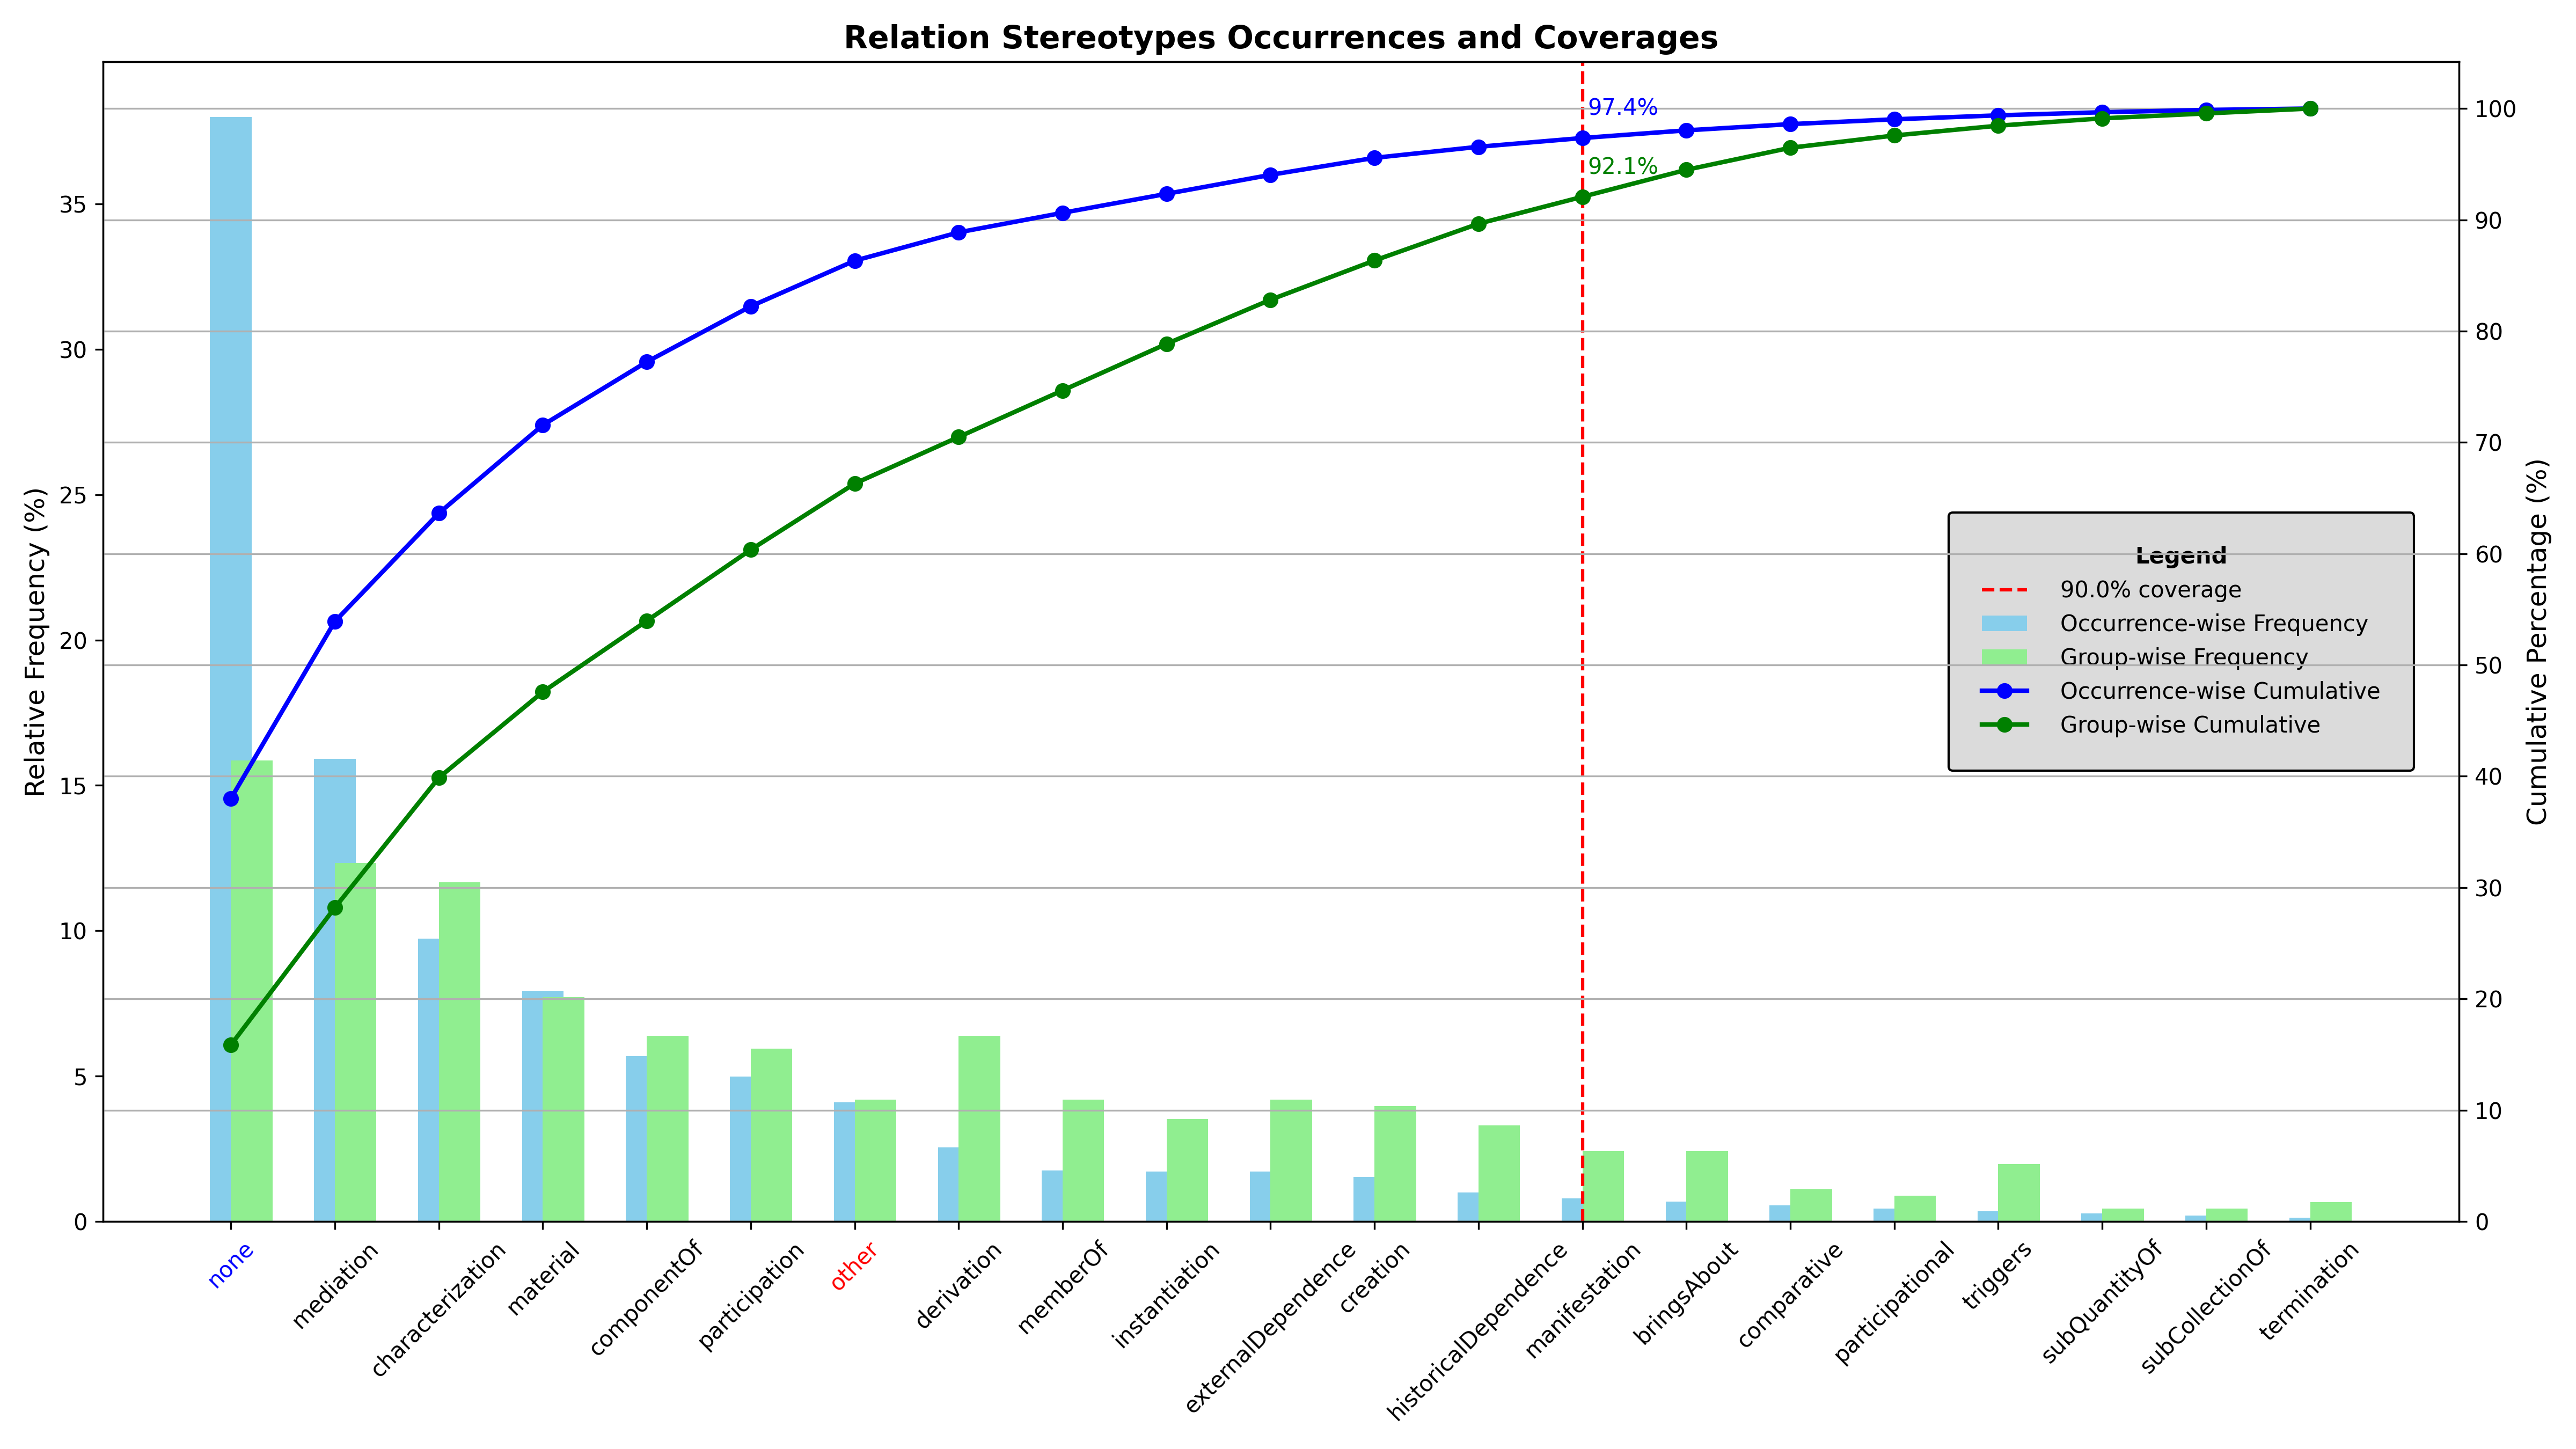 Relation Stereotypes Occurrences and Coverages
Relative Frequency (%)
35
30
25
20
15
10
5
0
97.4%
92.1%
100
90
80
70
60
50
40
30
20
10
0
Cumulative Percentage (%)
Legend
90.0% coverage
Occurrence-wise Frequency
Group-wise Frequency
Occurrence-wise Cumulative
Group-wise Cumulative
none
mediation
characterization
material
componentOf
participation
other
derivation
memberOf
instantiation
externalDependence
creation
historicalDependence
manifestation
bringsAbout
comparative
participational
triggers
subQuantityOf
subCollectionOf
termination